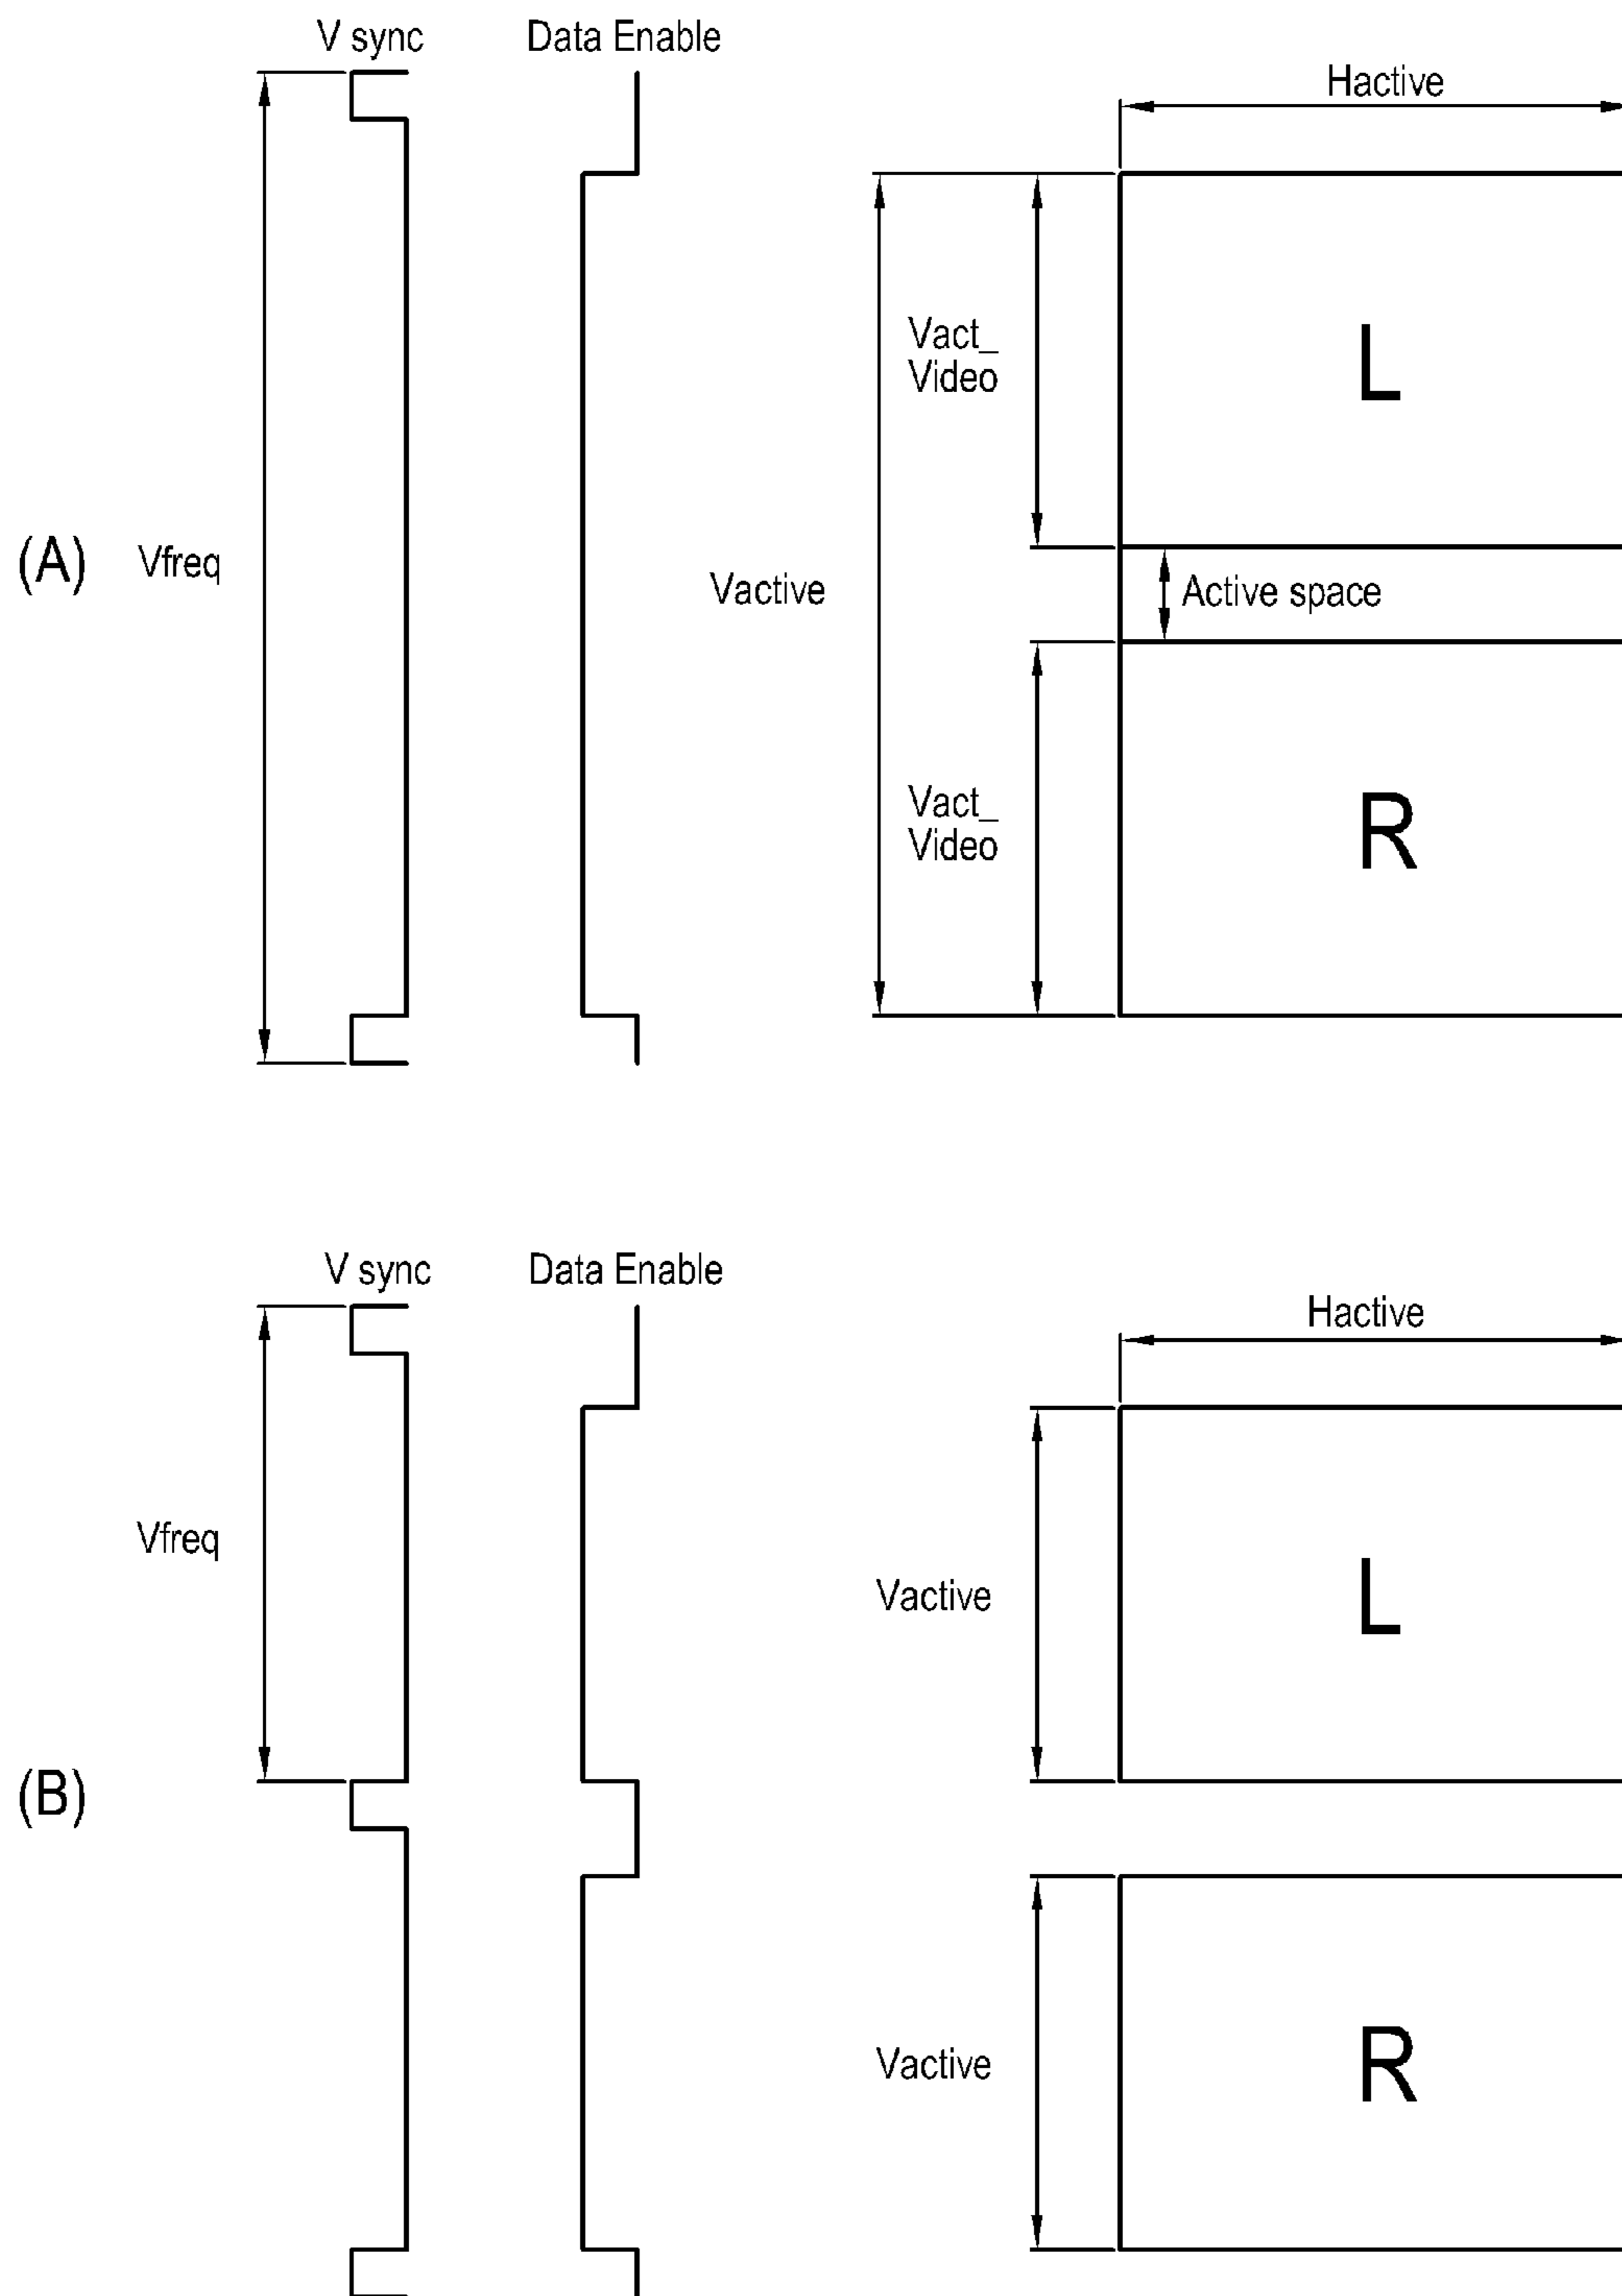 V sync
Data Enable
Hactive
Vact_
Video
L
(A)
Vfreq
Vactive
Active space
Vact_
Video
R
V sync
Data Enable
Hactive
Vfreq
Vactive
L
(B)
Vactive
R